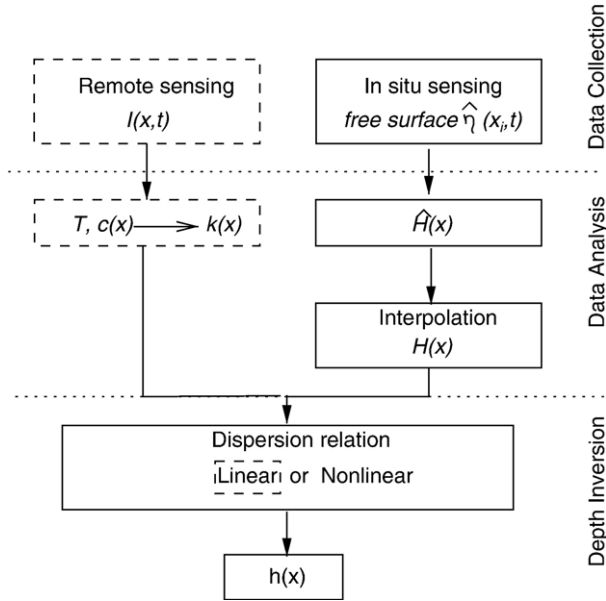 Remote sensing
I(x,t)
In situ sensing
free surface η̂ (xᵢ,t)
Data Collection
T, c(x) ⟶ k(x)
Ĥ(x)
Interpolation
H(x)
Data Analysis
Dispersion relation
Linear or Nonlinear
h(x)
Depth Inversion